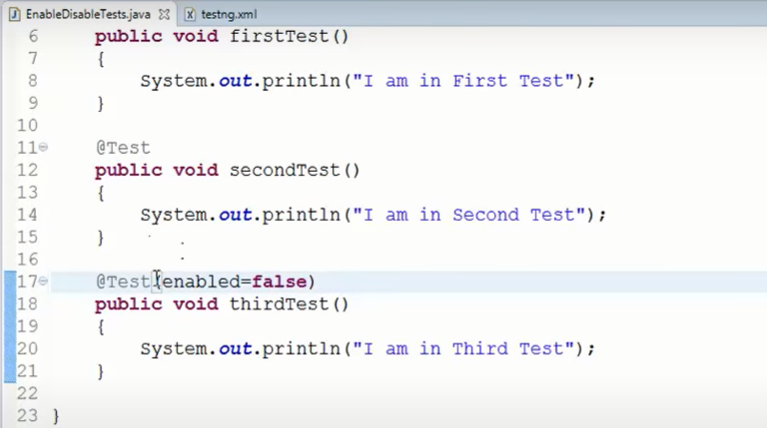 EnableDisableTests.java testng.xml
6 public void firstTest()
7 {
8 System.out.println("I am in First Test");
9 }
10
11 @Test
12 public void secondTest()
13 {
14 System.out.println("I am in Second Test");
15 }
16
17 @Test(enabled=false)
18 public void thirdTest()
19 {
20 System.out.println("I am in Third Test");
21 }
22
23 }